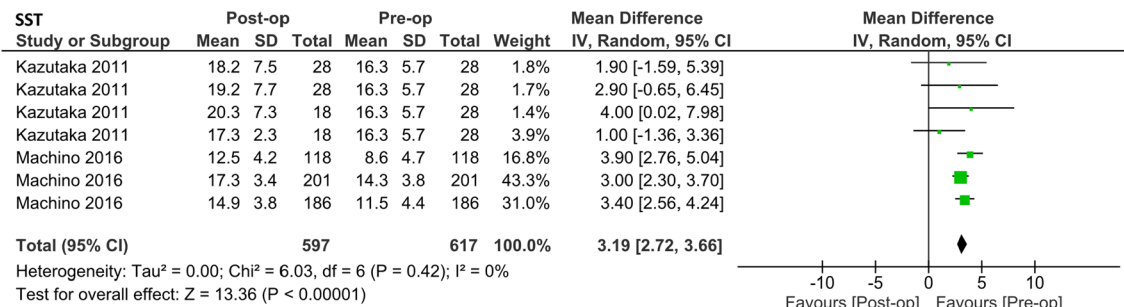 SST Post-op Pre-op Mean Difference Mean Difference
Study or Subgroup Mean SD Total Mean SD Total Weight IV, Random, 95% CI IV, Random, 95% CI
Kazutaka 2011 18.2 7.5 28 16.3 5.7 28 1.8% 1.90 [-1.59, 5.39]
Kazutaka 2011 19.2 7.7 28 16.3 5.7 28 1.7% 2.90 [-0.65, 6.45]
Kazutaka 2011 20.3 7.3 18 16.3 5.7 28 1.4% 4.00 [0.02, 7.98]
Kazutaka 2011 17.3 2.3 18 16.3 5.7 28 3.9% 1.00 [-1.36, 3.36]
Machino 2016 12.5 4.2 118 8.6 4.7 118 16.8% 3.90 [2.76, 5.04]
Machino 2016 17.3 3.4 201 14.3 3.8 201 43.3% 3.00 [2.30, 3.70]
Machino 2016 14.9 3.8 186 11.5 4.4 186 31.0% 3.40 [2.56, 4.24]
Total (95% CI) 597 617 100.0% 3.19 [2.72, 3.66]
Heterogeneity: Tau² = 0.00; Chi² = 6.03, df = 6 (P = 0.42); I² = 0%
Test for overall effect: Z = 13.36 (P < 0.00001)
-10 -5 0 5 10
Favours [Post-op] Favours [Pre-op]